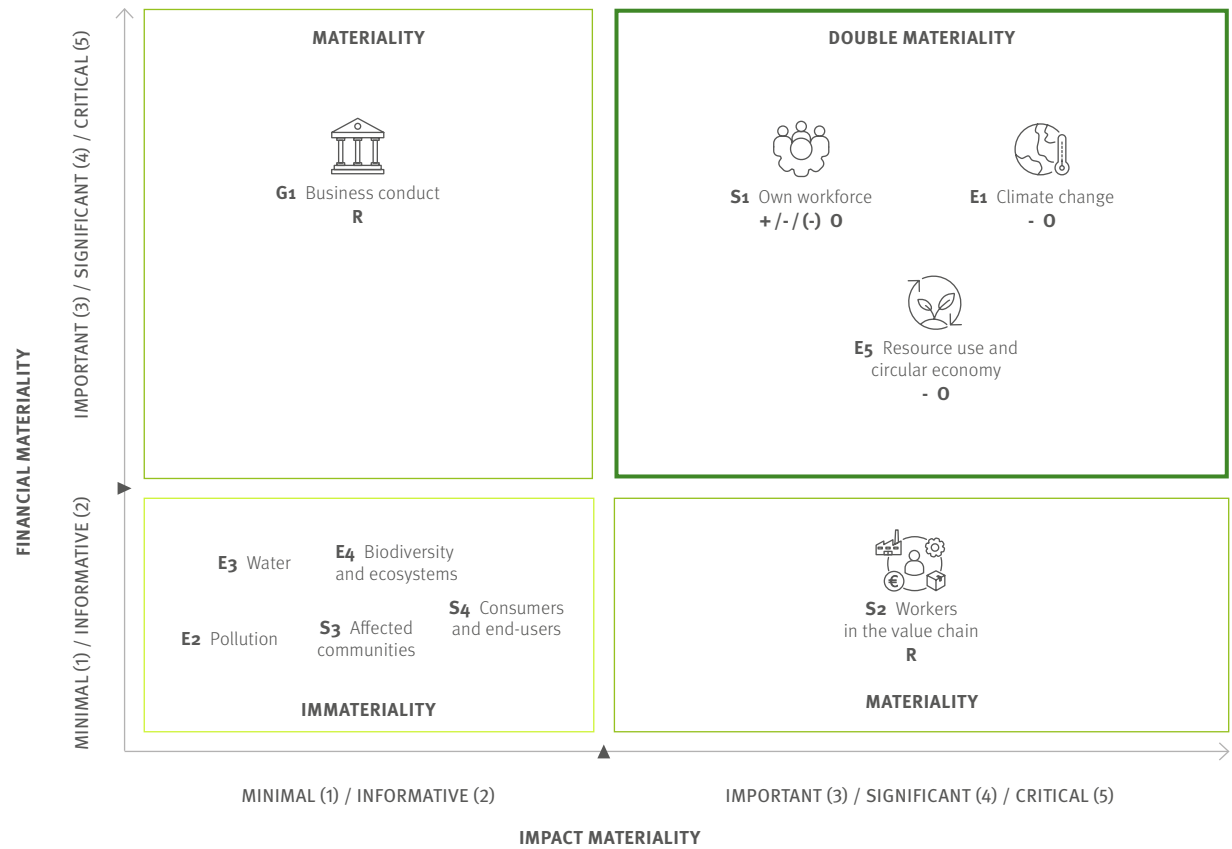 MATERIALITY
DOUBLE MATERIALITY
FINANCIAL MATERIALITY
IMPORTANT (3) / SIGNIFICANT (4) / CRITICAL (5)
G1 Business conduct
R
S1 Own workforce
+/-/(-) O
E1 Climate change
- O
E5 Resource use and
circular economy
- O
MINIMAL (1) / INFORMATIVE (2)
E3 Water
E4 Biodiversity
and ecosystems
E2 Pollution
S3 Affected
communities
S4 Consumers
and end-users
IMMATERIALITY
€
S2 Workers
in the value chain
R
MATERIALITY
MINIMAL (1) / INFORMATIVE (2)
IMPORTANT (3) / SIGNIFICANT (4) / CRITICAL (5)
IMPACT MATERIALITY